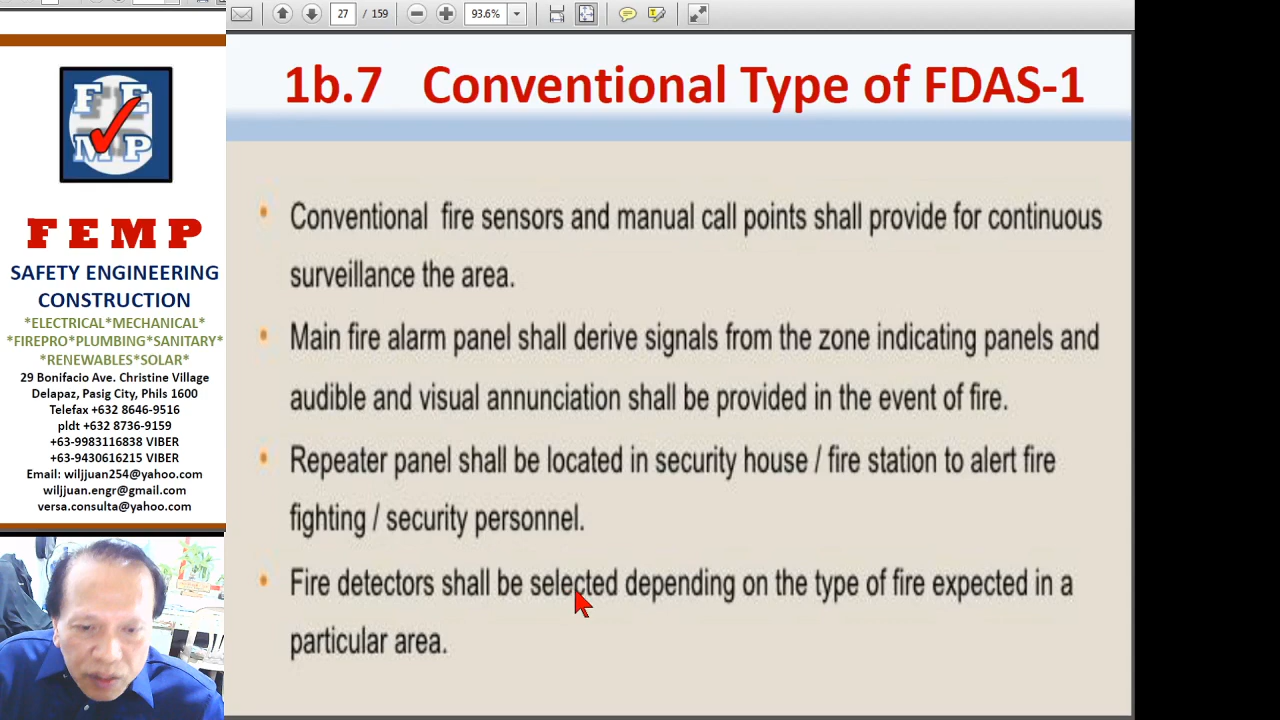 27 / 159
93.6%
F E
M P
FEMP
SAFETY ENGINEERING
CONSTRUCTION
*ELECTRICAL*MECHANICAL*
*FIREPRO*PLUMBING*SANITARY*
*RENEWABLES*SOLAR*
29 Bonifacio Ave. Christine Village
Delapaz, Pasig City, Phils 1600
Telefax +632 8646-9516
pldt +632 8736-9159
+63-9983116838 VIBER
+63-9430616215 VIBER
Email: wiljjuan254@yahoo.com
wiljjuan.engr@gmail.com
versa.consulta@yahoo.com
1b.7 Conventional Type of FDAS-1
• Conventional fire sensors and manual call points shall provide for continuous
surveillance the area.
• Main fire alarm panel shall derive signals from the zone indicating panels and
audible and visual annunciation shall be provided in the event of fire.
• Repeater panel shall be located in security house / fire station to alert fire
fighting / security personnel.
• Fire detectors shall be selected depending on the type of fire expected in a
particular area.